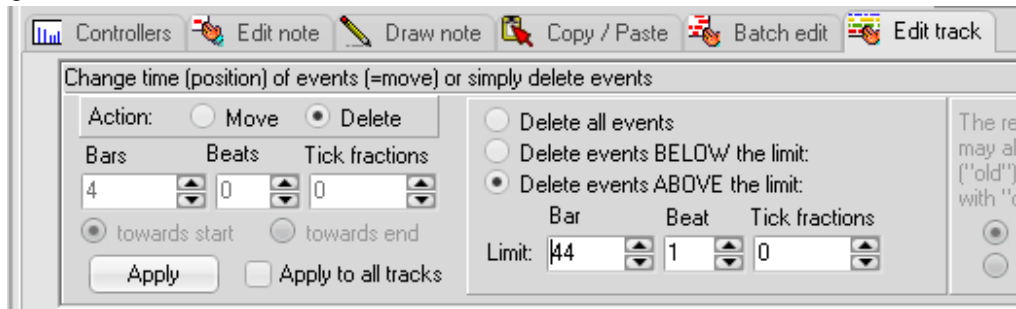 Controllers Edit note Draw note Copy / Paste Batch edit Edit track
Change time (position) of events (=move) or simply delete events
Action: Move Delete
Bars Beats Tick fractions
4 0 0
towards start towards end
Apply Apply to all tracks
Delete all events
Delete events BELOW the limit:
Delete events ABOVE the limit:
Bar Beat Tick fractions
Limit: 44 1 0
The
may
("old")
with